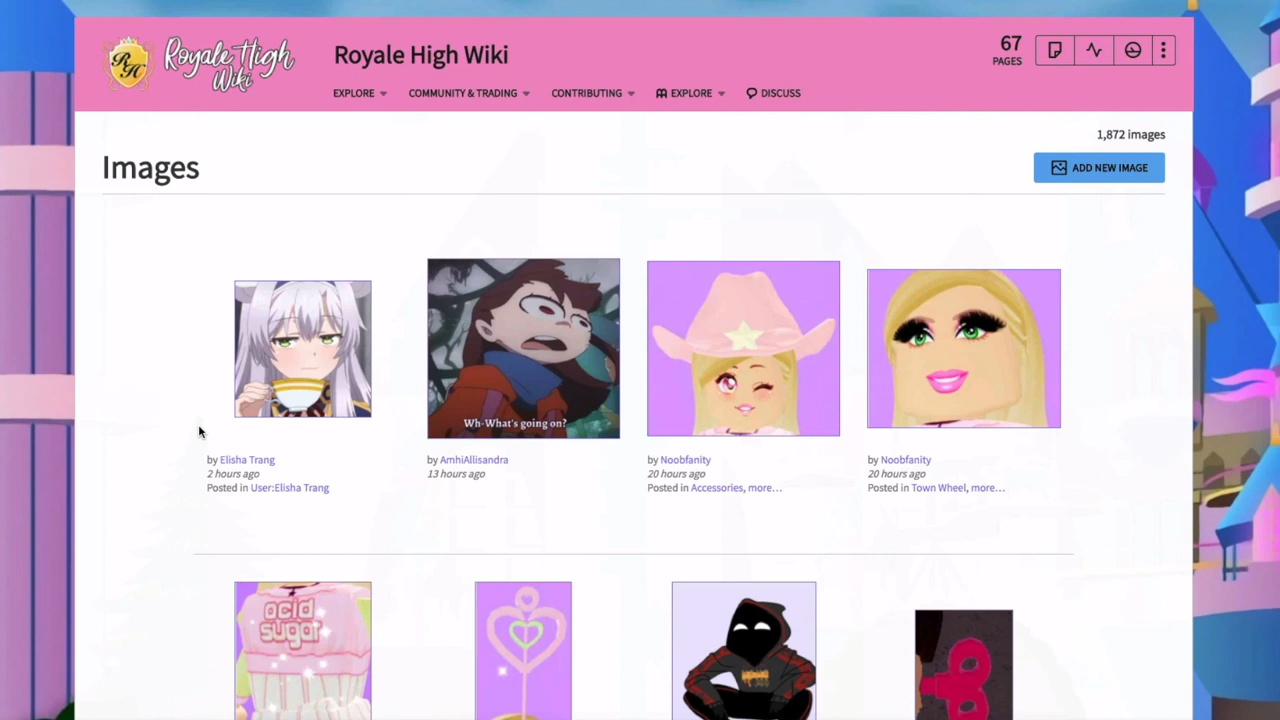 RH
Royale High
Wiki
Royale High Wiki
67
PAGES
EXPLORE
COMMUNITY & TRADING
CONTRIBUTING
EXPLORE
DISCUSS
1,872 images
Images
ADD NEW IMAGE
Wh-What's going on?
by Elisha Trang
2 hours ago
Posted in User:Elisha Trang
by AmhiAllisandra
13 hours ago
by Noobfanity
20 hours ago
Posted in Accessories, more...
by Noobfanity
20 hours ago
Posted in Town Wheel, more...
acid
sugar